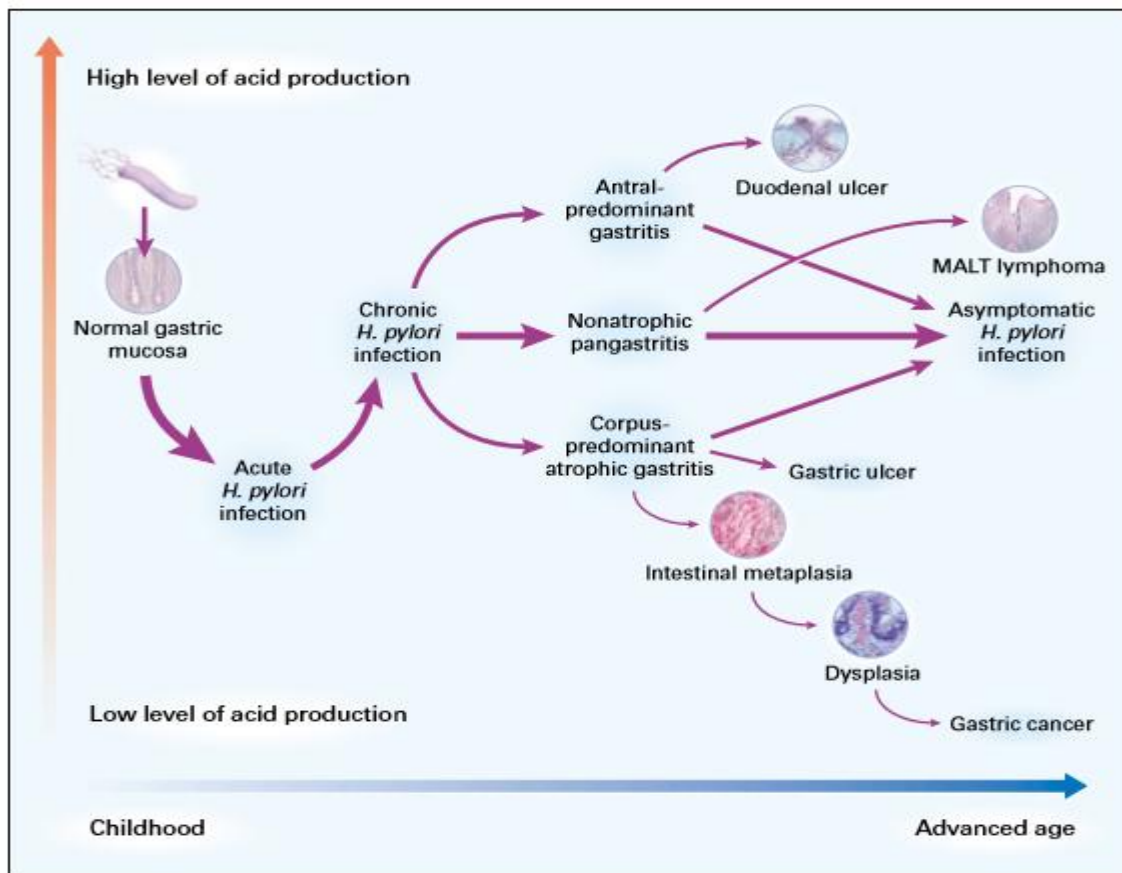 High level of acid production
Normal gastric
mucosa
Acute
H. pylori
infection
Chronic
H. pylori
infection
Antral-
predominant
gastritis
Duodenal ulcer
Nonatrophic
pangastritis
MALT lymphoma
Asymptomatic
H. pylori
infection
Corpus-
predominant
atrophic gastritis
Gastric ulcer
Intestinal metaplasia
Dysplasia
Gastric cancer
Low level of acid production
Childhood
Advanced age